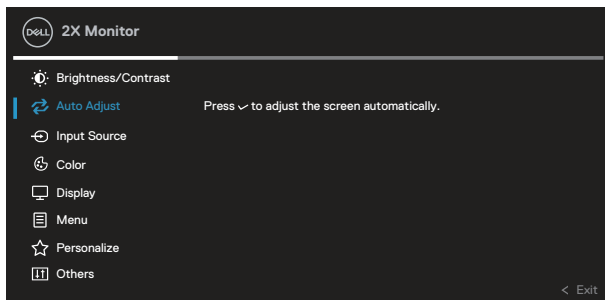 DELL 2X Monitor
Brightness/Contrast
Auto Adjust Press ✓ to adjust the screen automatically.
Input Source
Color
Display
Menu
Personalize
Others
< Exit